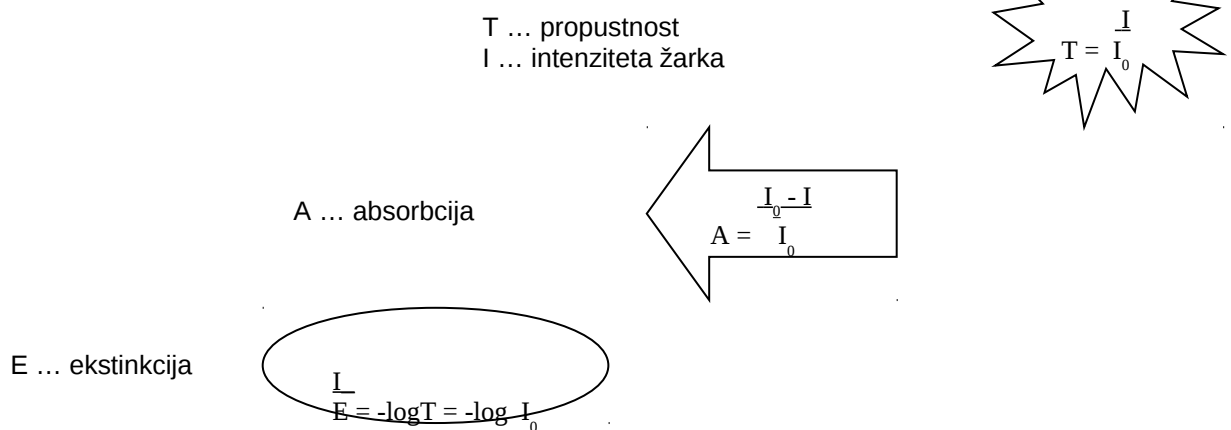 T … propustnost
I … intenziteta žarka
I
T = I₀
A … absorbcija
I₀ - I
A = I₀
E … ekstinkcija
I
E = -logT = -log I₀